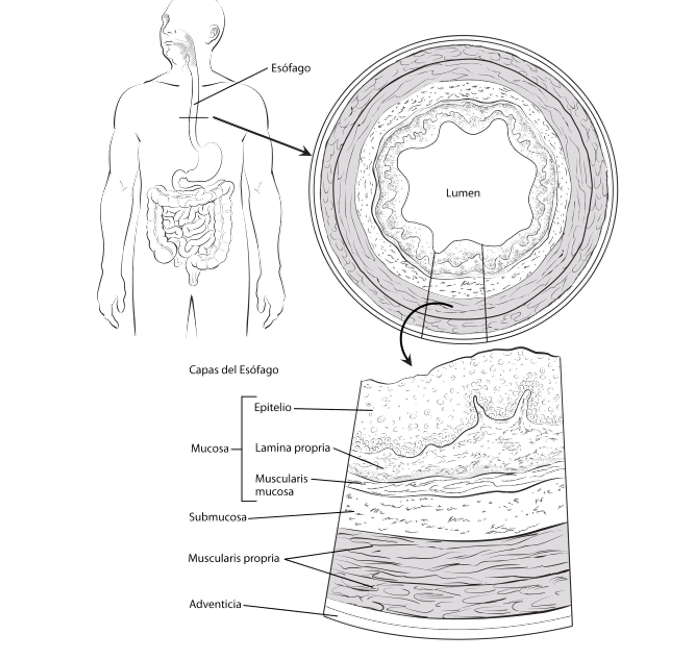 Esófago
Lumen
Capas del Esófago
Epitelio
Mucosa
Lamina propria
Muscularis
mucosa
Submucosa
Muscularis propria
Adventicia